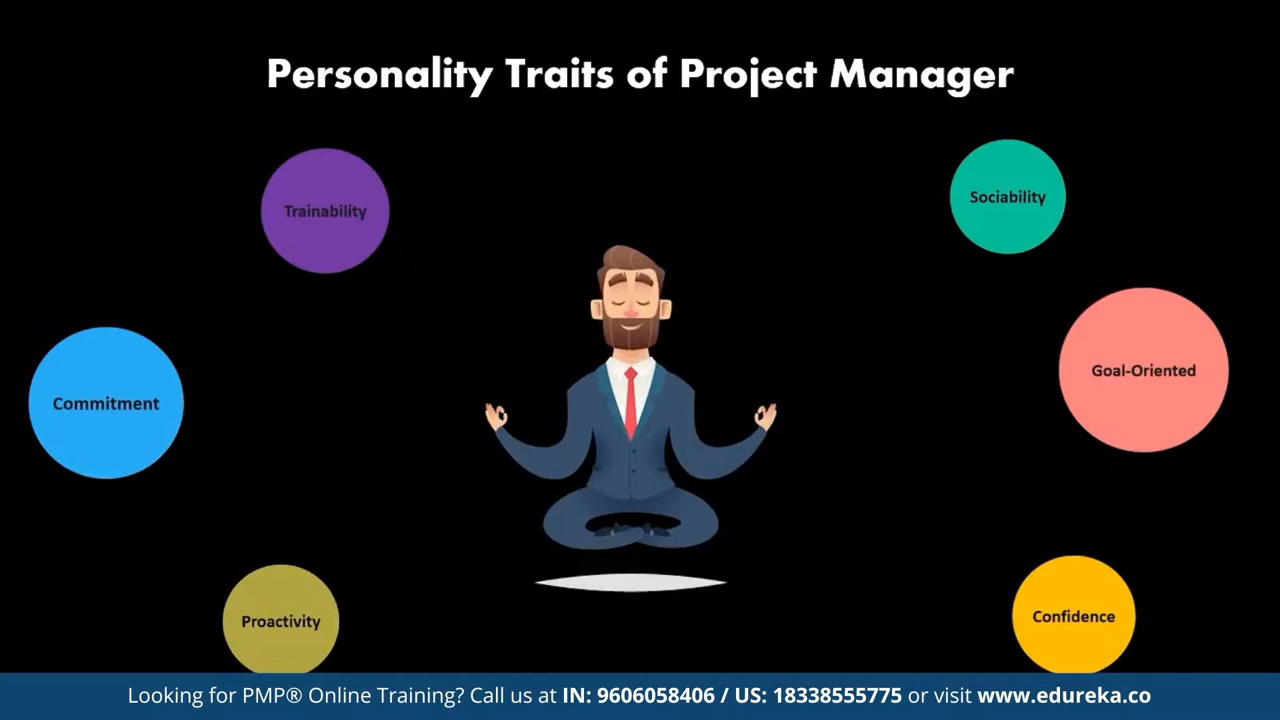 Personality Traits of Project Manager
Trainability
Sociability
Commitment
Goal-Oriented
Proactivity
Confidence
Looking for PMP® Online Training? Call us at IN: 9606058406 / US: 18338555775 or visit www.edureka.co